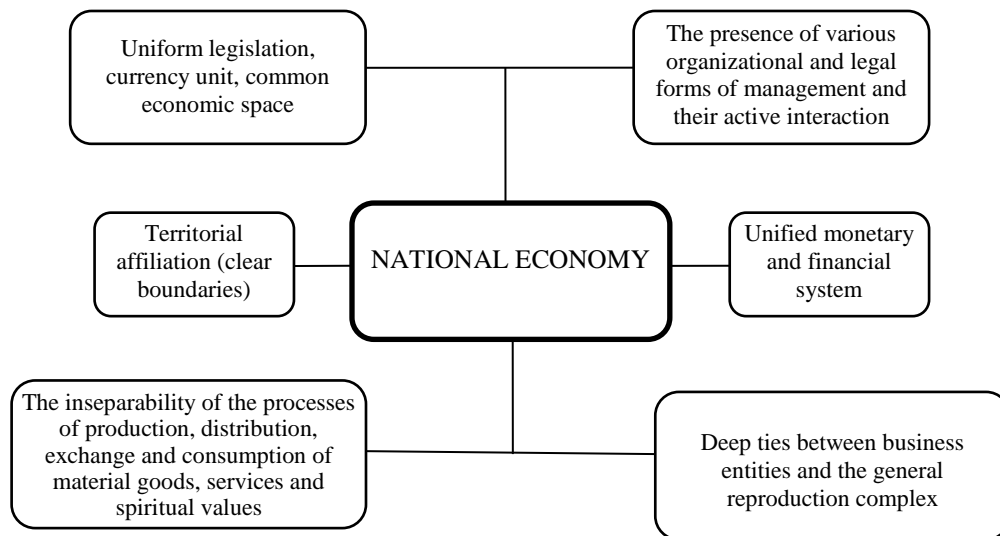 Uniform legislation,
currency unit, common
economic space
The presence of various
organizational and legal
forms of management and
their active interaction
Territorial
affiliation (clear
boundaries)
NATIONAL ECONOMY
Unified monetary
and financial
system
The inseparability of the processes
of production, distribution,
exchange and consumption of
material goods, services and
spiritual values
Deep ties between business
entities and the general
reproduction complex